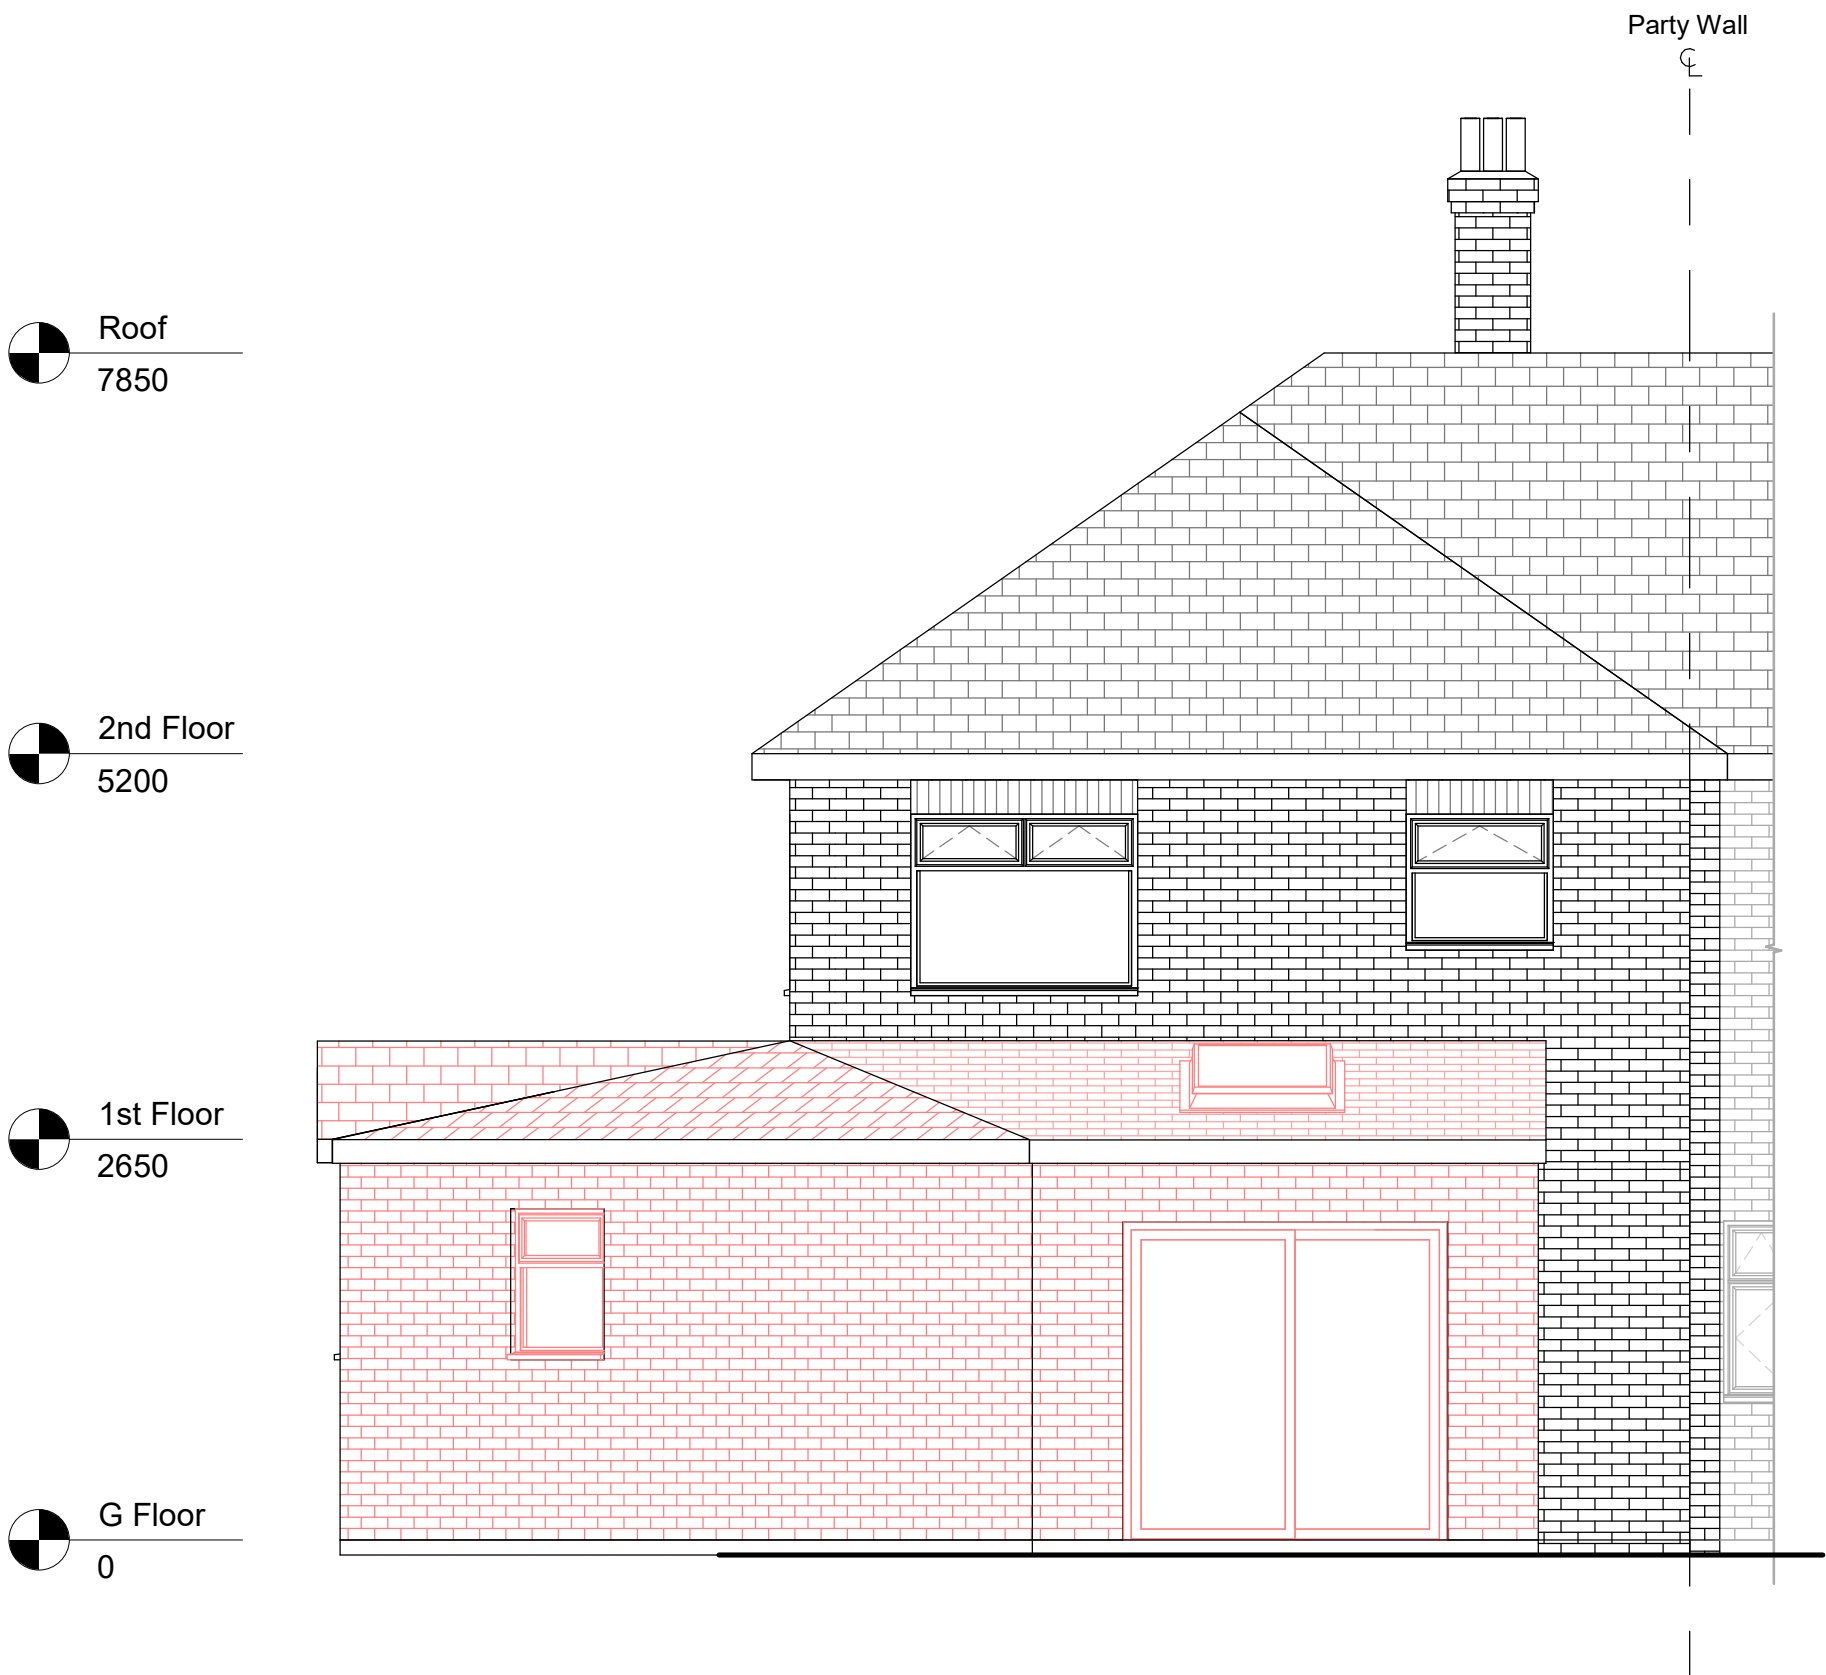 Party Wall
℄
Roof
7850
2nd Floor
5200
1st Floor
2650
G Floor
0